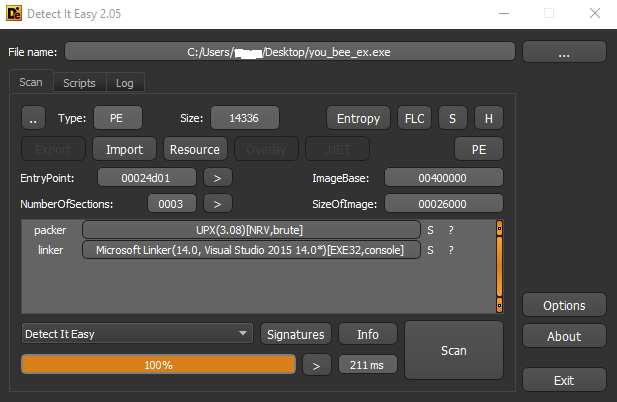 Detect It Easy 2.05
File name: C:/Users/ /Desktop/you_bee_ex.exe ...
Scan Scripts Log
.. Type: PE Size: 14336 Entropy FLC S H
Export Import Resource Overlay .NET PE
EntryPoint: 00024d01 > ImageBase: 00400000
NumberOfSections: 0003 > SizeOfImage: 00026000
packer UPX(3.08)[NRV,brute] S ?
linker Microsoft Linker(14.0, Visual Studio 2015 14.0*)[EXE32,console] S ?
Options
Detect It Easy Signatures Info Scan About
100% > 211 ms
Exit